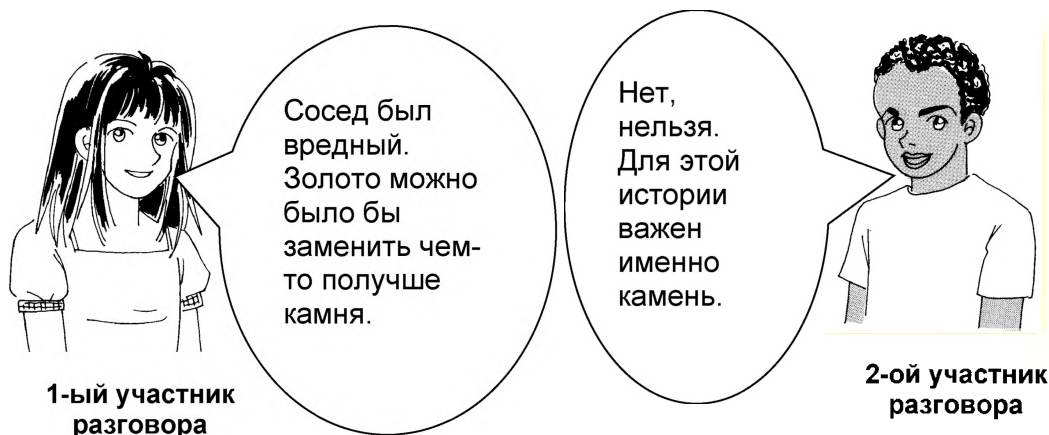 Сосед был
вредный.
Золото можно
было бы
заменить чем-
то получше
камня.
Нет,
нельзя.
Для этой
истории
важен
именно
камень.
1-ый участник
разговора
2-ой участник
разговора